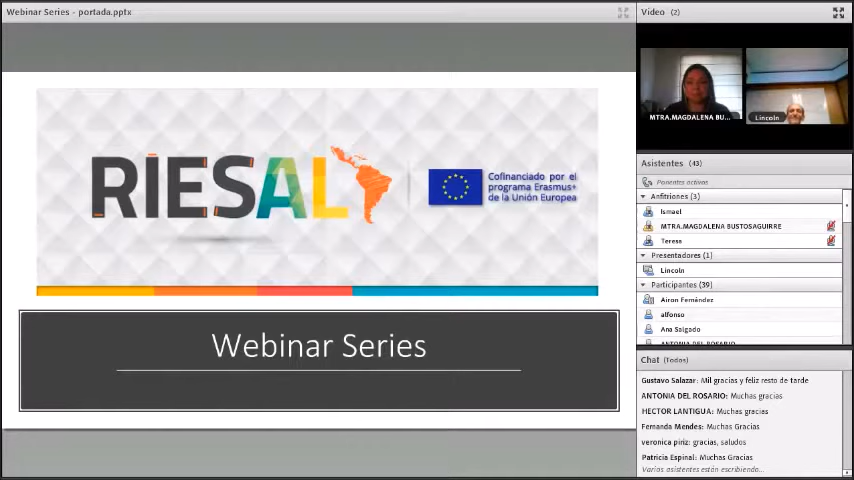 Webinar Series - portada.pptx
RIESAL
Cofinanciado por el
programa Erasmus+
de la Unión Europea
Webinar Series
Video (2)
MTRA.MAGDALENA BU...
Lincoln
Asistentes (43)
Ponentes activos
Anfitriones (3)
Ismael
MTRA.MAGDALENA BUSTOSAGUIRRE
Teresa
Presentadores (1)
Lincoln
Participantes (39)
Airon Fernández
alfonso
Ana Salgado
ANTONIA DEL ROSARIO
Chat (Todos)
Gustavo Salazar: Mil gracias y feliz resto de tarde
ANTONIA DEL ROSARIO: Muchas gracias
HECTOR LANTIGUA: Muchas gracias
Fernanda Mendes: Muchas Gracias
veronica piriz: gracias, saludos
Patricia Espinal: Muchas Gracias
Varios asistentes están escribiendo...